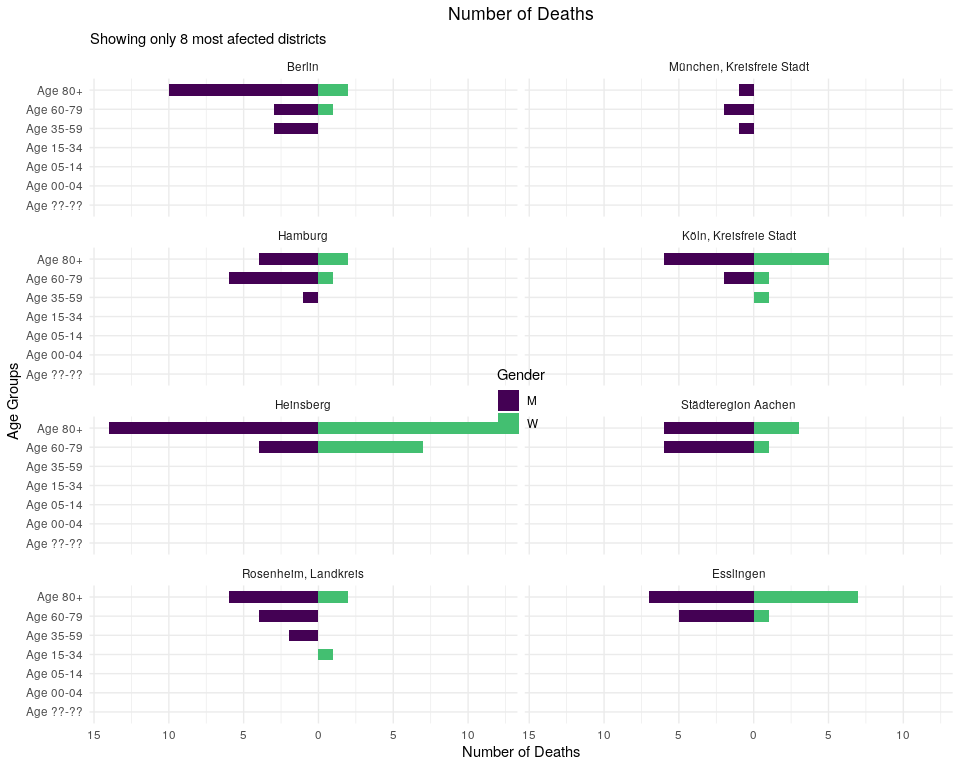 Number of Deaths
Showing only 8 most afected districts
Berlin
München, Kreisfreie Stadt
Age 80+
Age 60-79
Age 35-59
Age 15-34
Age 05-14
Age 00-04
Age ??-??
Hamburg
Köln, Kreisfreie Stadt
Age 80+
Age 60-79
Age 35-59
Age 15-34
Age 05-14
Age 00-04
Age ??-??
Age Groups
Gender
M
W
Heinsberg
Städteregion Aachen
Age 80+
Age 60-79
Age 35-59
Age 15-34
Age 05-14
Age 00-04
Age ??-??
Rosenheim, Landkreis
Esslingen
Age 80+
Age 60-79
Age 35-59
Age 15-34
Age 05-14
Age 00-04
Age ??-??
15 10 5 0 5 10 15 10 5 0 5 10
Number of Deaths